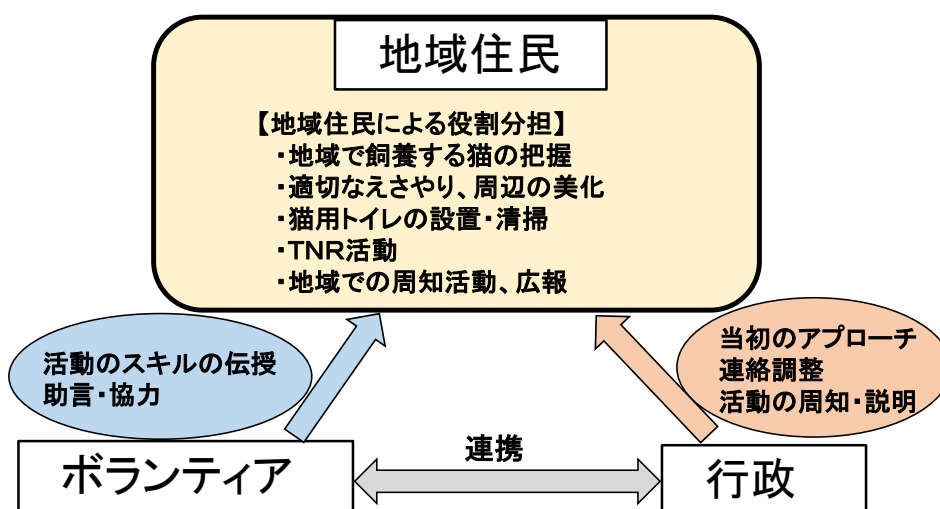 地域住民
【地域住民による役割分担】
・地域で飼養する猫の把握
・適切なえさやり、周辺の美化
・猫用トイレの設置・清掃
・TNR活動
・地域での周知活動、広報
活動のスキルの伝授
助言・協力
当初のアプローチ
連絡調整
活動の周知・説明
ボランティア
連携
行政